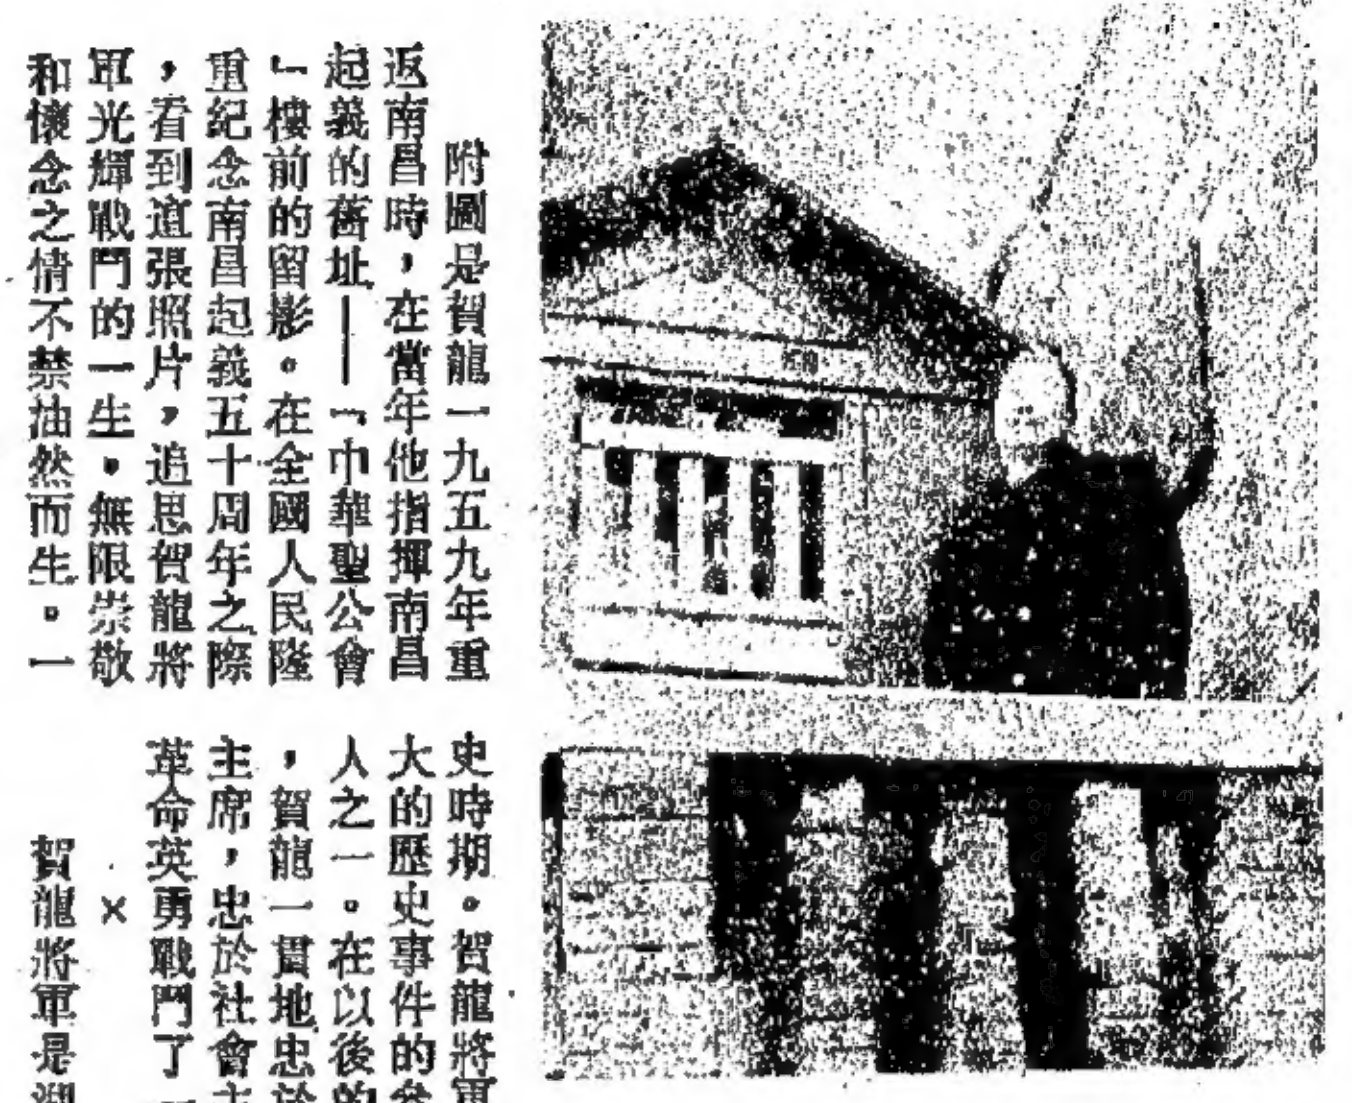 附圖是賀龍一九五九年重
返南昌時，在當年他指揮南昌
起義的舊址——「中華聖公會
」樓前的留影。在全國人民隆
重紀念南昌起義五十周年之際
，看到這張照片，追思賀龍將
軍光輝戰鬥的一生，無限崇敬
和懷念之情不禁油然而生。一
史時期。賀龍將軍
大的歷史事件的參
人之一。在以後的
，賀龍一貫地忠於
主席，忠於社會主
革命英勇戰鬥了
×
賀龍將軍是湖